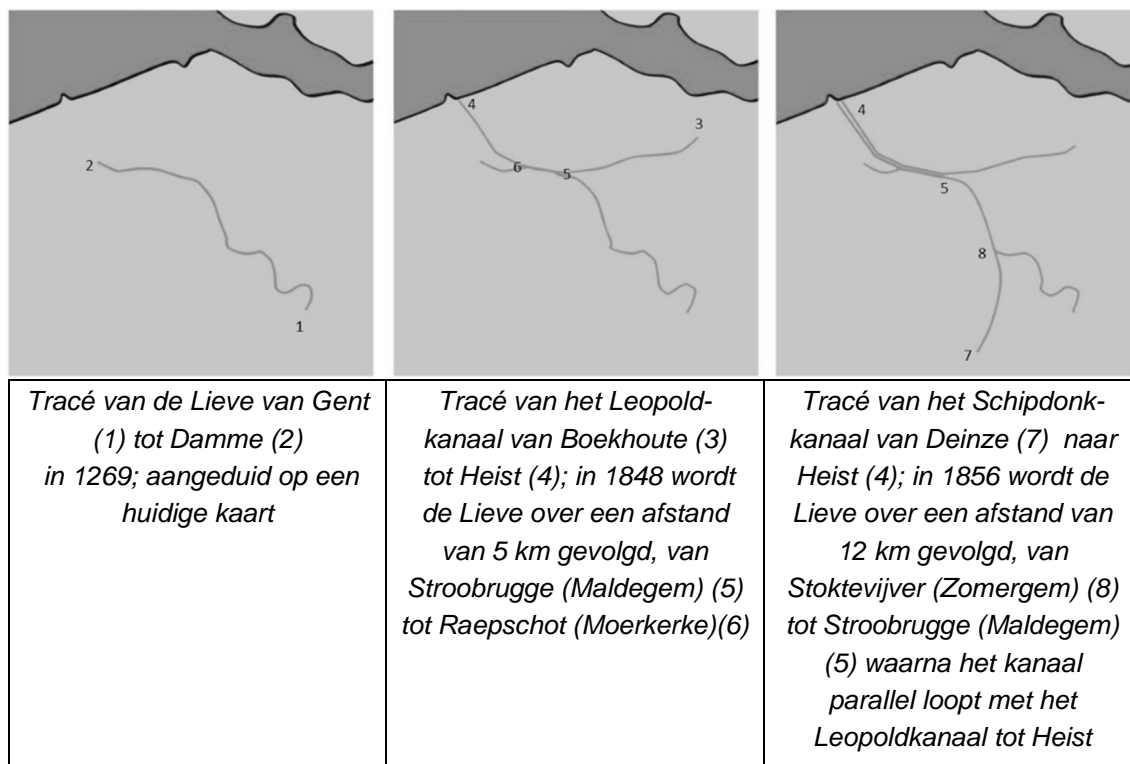 2
1
4
3
6
5
4
5
8
7
Tracé van de Lieve van Gent
(1) tot Damme (2)
in 1269; aangeduid op een
huidige kaart
Tracé van het Leopold-
kanaal van Boekhoute (3)
tot Heist (4); in 1848 wordt
de Lieve over een afstand
van 5 km gevolgd, van
Stroobrugge (Maldegem) (5)
tot Raepschot (Moerkerke)(6)
Tracé van het Schipdonk-
kanaal van Deinze (7) naar
Heist (4); in 1856 wordt de
Lieve over een afstand van
12 km gevolgd, van
Stoktevijver (Zomergem) (8)
tot Stroobrugge (Maldegem)
(5) waarna het kanaal
parallel loopt met het
Leopoldkanaal tot Heist